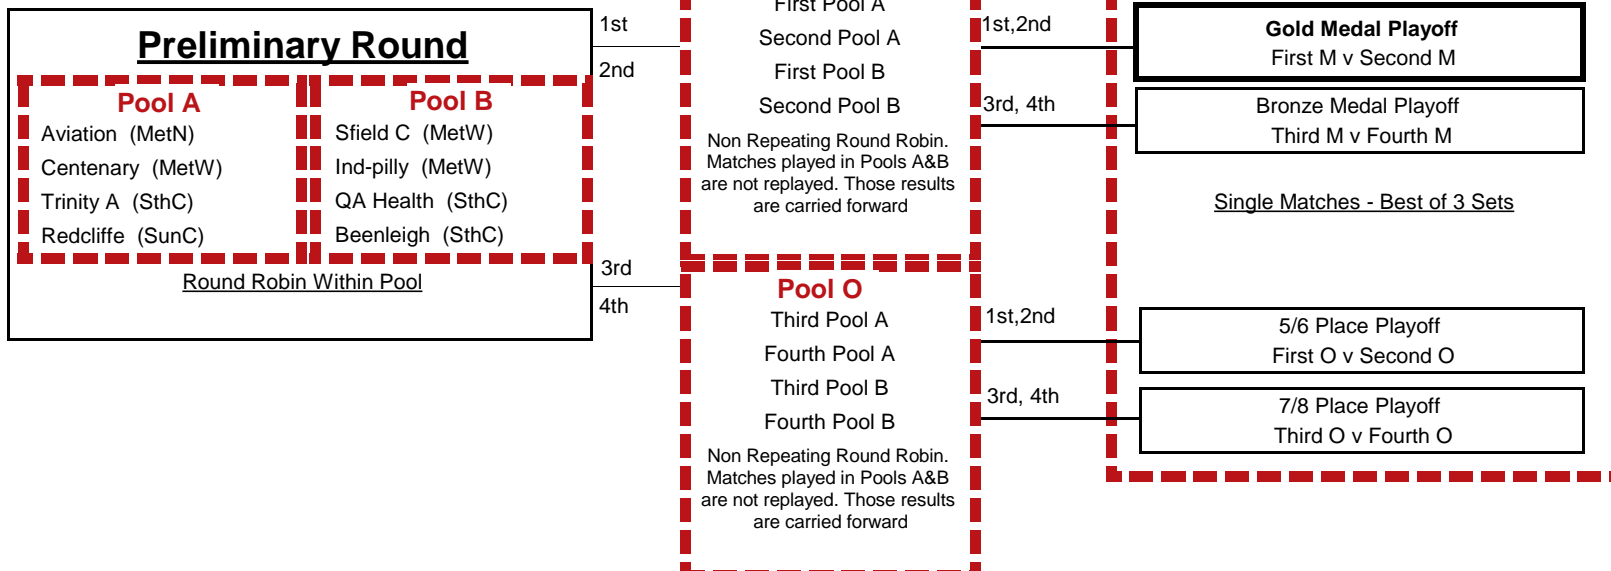 Preliminary Round
Pool A
Aviation (MetN)
Centenary (MetW)
Trinity A (SthC)
Redcliffe (SunC)
Pool B
Sfield C (MetW)
Ind-pilly (MetW)
QA Health (SthC)
Beenleigh (SthC)
Round Robin Within Pool
1st
2nd
3rd
4th
First Pool A
Second Pool A
First Pool B
Second Pool B
Non Repeating Round Robin.
Matches played in Pools A&B
are not replayed. Those results
are carried forward
Pool O
Third Pool A
Fourth Pool A
Third Pool B
Fourth Pool B
Non Repeating Round Robin.
Matches played in Pools A&B
are not replayed. Those results
are carried forward
1st,2nd
3rd, 4th
1st,2nd
3rd, 4th
Gold Medal Playoff
First M v Second M
Bronze Medal Playoff
Third M v Fourth M
Single Matches - Best of 3 Sets
5/6 Place Playoff
First O v Second O
7/8 Place Playoff
Third O v Fourth O